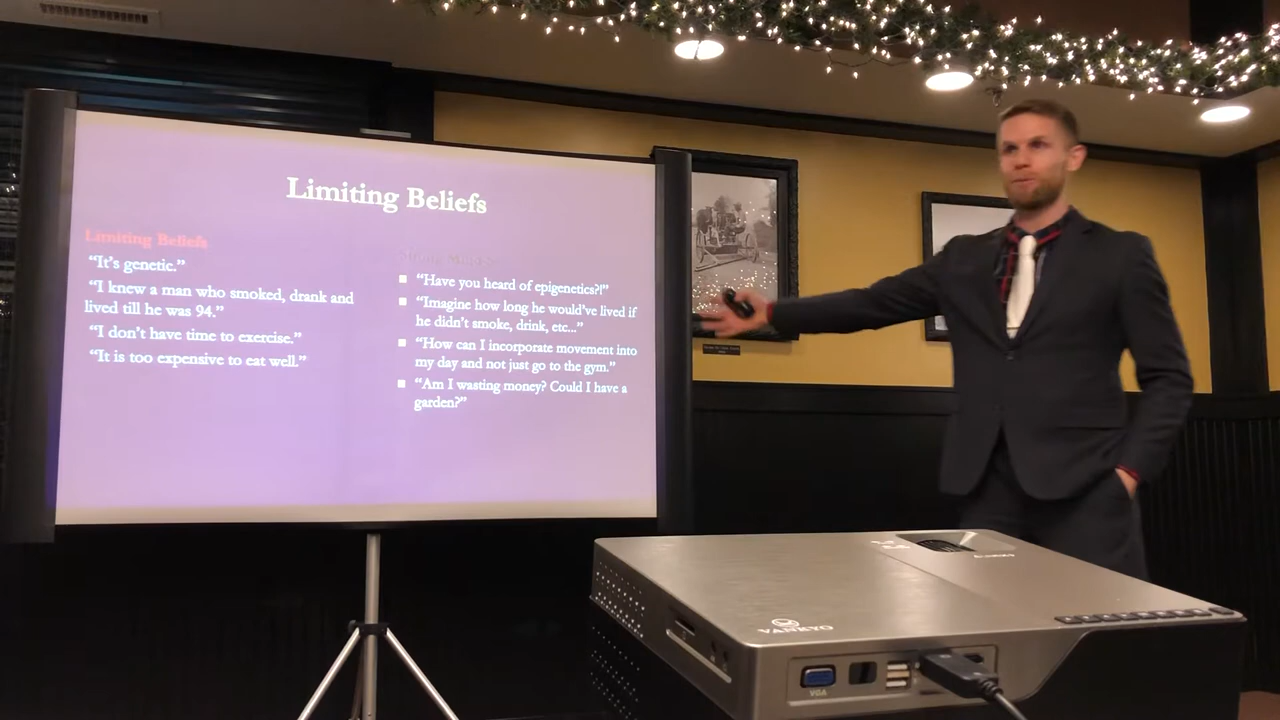 Limiting Beliefs
Limiting Beliefs
“It's genetic.”
“I knew a man who smoked, drank and
lived till he was 94.”
“I don't have time to exercise.”
“It is too expensive to eat well.”
“Have you heard of epigenetics?!”
“Imagine how long he would've lived if
he didn't smoke, drink, etc...”
“How can I incorporate movement into
my day and not just go to the gym.”
“Am I wasting money? Could I have a
garden?”
VANKYO
VGA